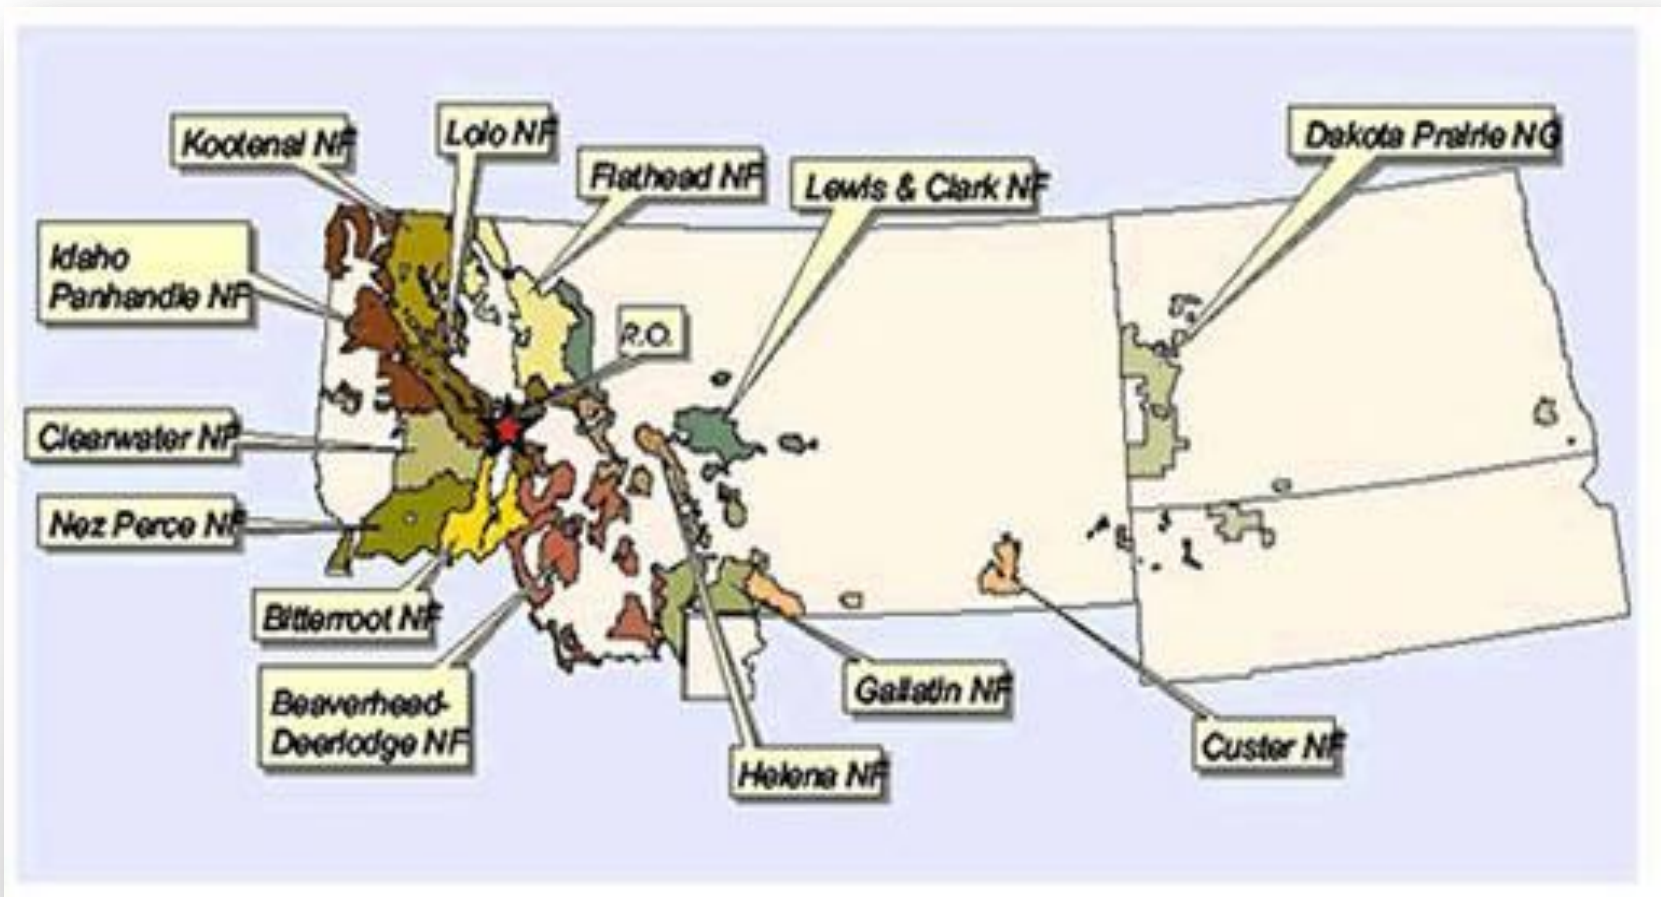 Kootenai NF
Lolo NF
Flathead NF
Lewis & Clark NF
Dakota Prairie NG
Idaho
Panhandle NF
R.O.
Clearwater NF
Nez Perce NF
Bitterroot NF
Beaverhead-
Deerlodge NF
Gallatin NF
Helena NF
Custer NF